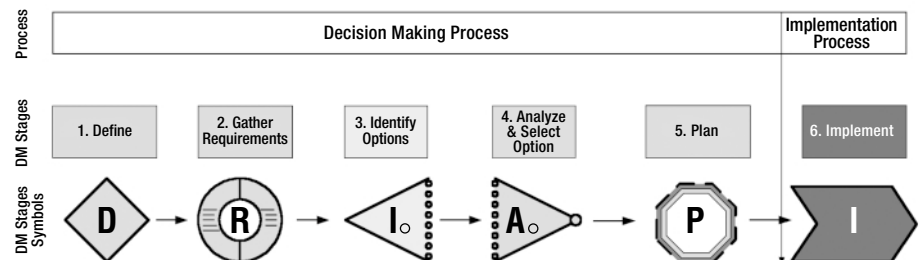 Process
Decision Making Process
Implementation
Process
DM Stages
1. Define
2. Gather
Requirements
3. Identify
Options
4. Analyze
& Select
Option
5. Plan
6. Implement
DM Stages
Symbols
D
R
I○
A○
P
I